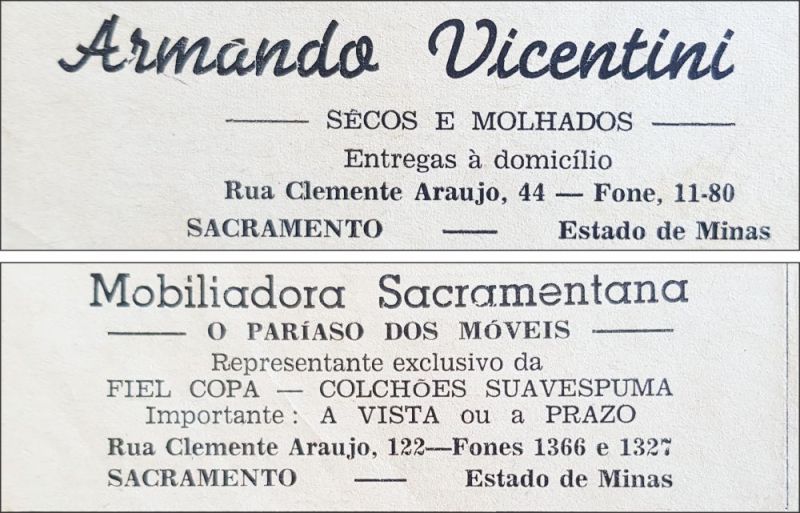 Armando Vicentini
— SÊCOS E MOLHADOS —
Entregas à domicílio
Rua Clemente Araujo, 44 — Fone, 11-80
SACRAMENTO — Estado de Minas
Mobiliadora Sacramentana
— O PARÍASO DOS MÓVEIS —
Representante exclusivo da
FIEL COPA — COLCHÕES SUAVESPUMA
Importante : A VISTA ou a PRAZO
Rua Clemente Araujo, 122—Fones 1366 e 1327
SACRAMENTO — Estado de Minas